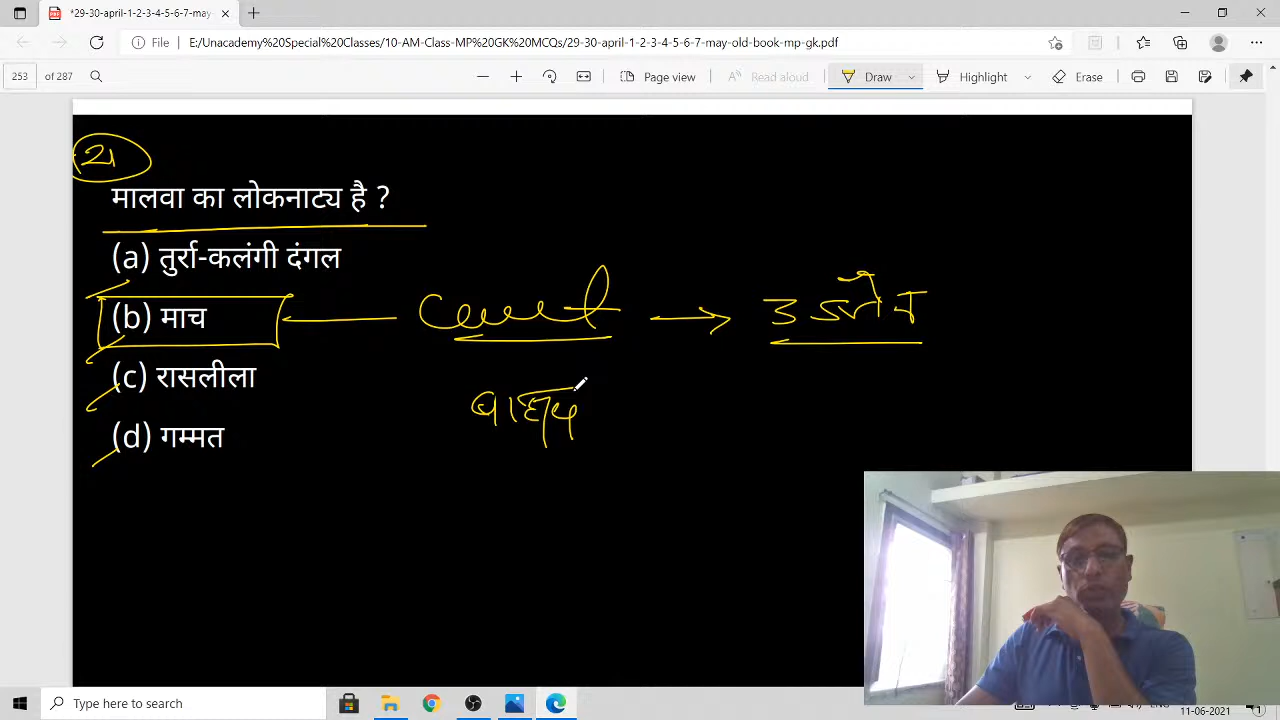 *29-30-april-1-2-3-4-5-6-7-may-
File E:/Unacademy%20Special%20Classes/10-AM-Class-MP%20GK%20MCQs/29-30-april-1-2-3-4-5-6-7-may-old-book-mp-gk.pdf
253 of 287 Page view Read aloud Draw Highlight Erase
21
मालवा का लोकनाट्य है ?
(a) तुर्रा-कलंगी दंगल
(b) माच
उज्जैन
(c) रासलीला
(d) गम्मत
Type here to search
11-06-2021